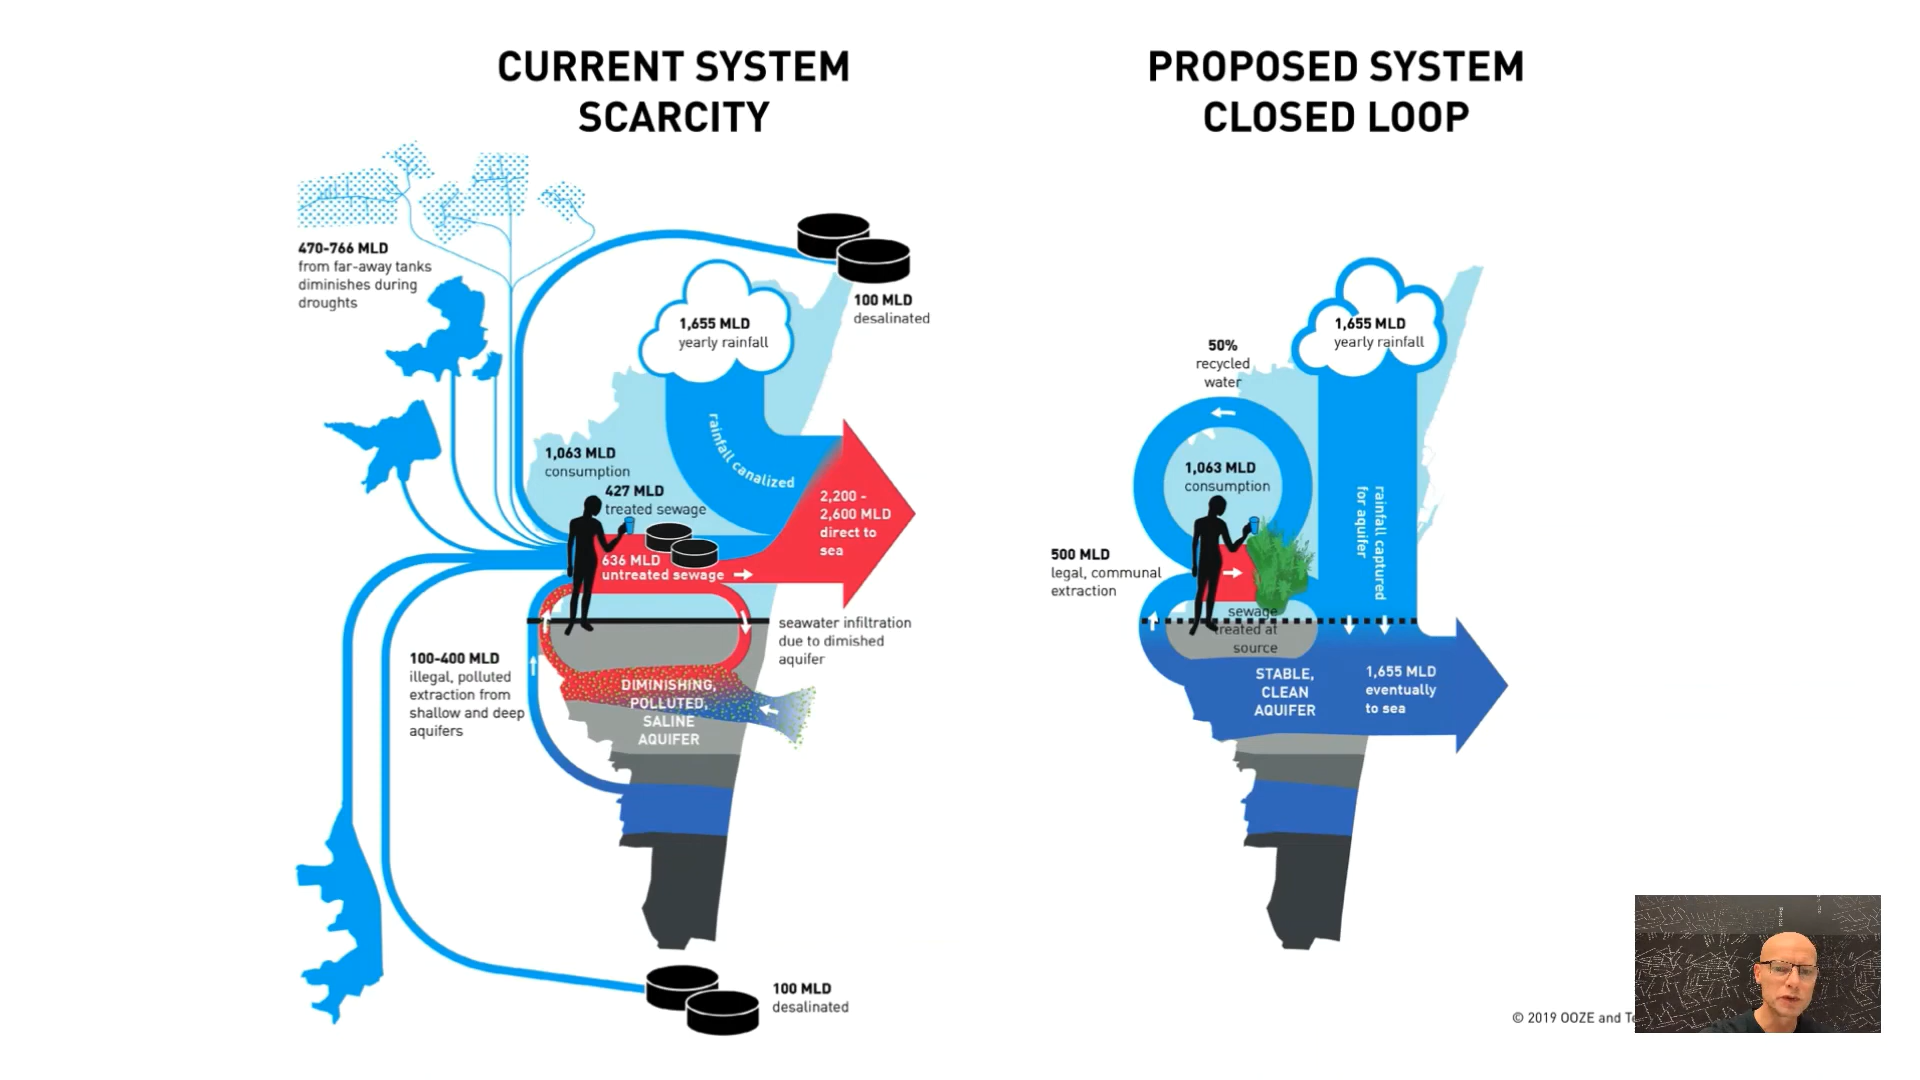 CURRENT SYSTEM
SCARCITY
470-766 MLD
from far-away tanks
diminishes during
droughts
100 MLD
desalinated
1,655 MLD
yearly rainfall
rainfall canalized
1,063 MLD
consumption
427 MLD
treated sewage
636 MLD
untreated sewage
2,200 -
2,600 MLD
direct to
sea
seawater infiltration
due to dimished
aquifer
100-400 MLD
illegal, polluted
extraction from
shallow and deep
aquifers
DIMINISHING,
POLLUTED,
SALINE
AQUIFER
100 MLD
desalinated
PROPOSED SYSTEM
CLOSED LOOP
1,655 MLD
yearly rainfall
50%
recycled
water
1,063 MLD
consumption
rainfall captured
for aquifer
500 MLD
legal, communal
extraction
sewage
treated at
source
STABLE,
CLEAN
AQUIFER
1,655 MLD
eventually
to sea
© 2019 OOZE and